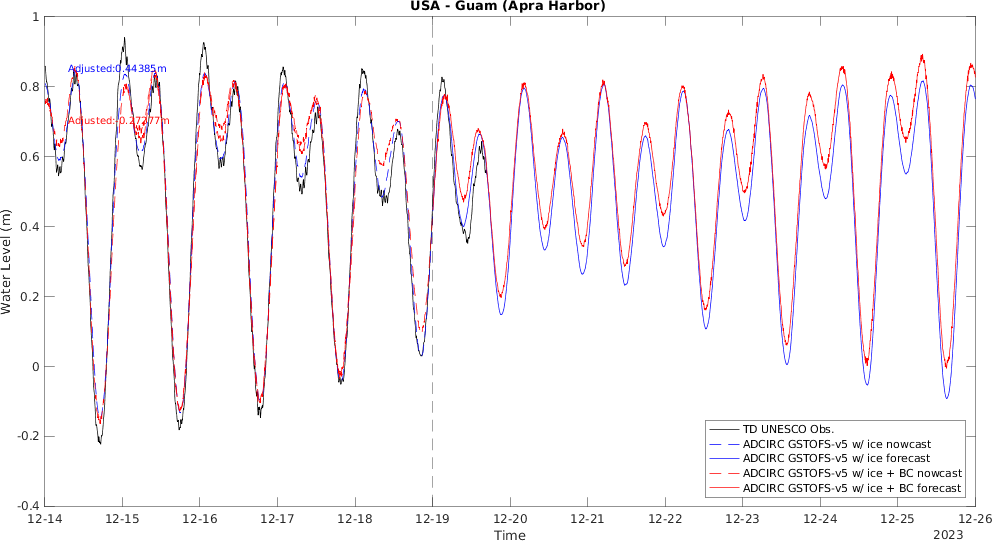 USA - Guam (Apra Harbor)
Water Level (m)
1
0.8
0.6
0.4
0.2
0
-0.2
-0.4
Adjusted:0.44385m
Adjusted:-0.27277m
TD UNESCO Obs.
ADCIRC GSTOFS-v5 w/ ice nowcast
ADCIRC GSTOFS-v5 w/ ice forecast
ADCIRC GSTOFS-v5 w/ ice + BC nowcast
ADCIRC GSTOFS-v5 w/ ice + BC forecast
12-14 12-15 12-16 12-17 12-18 12-19 12-20 12-21 12-22 12-23 12-24 12-25 12-26
Time
2023